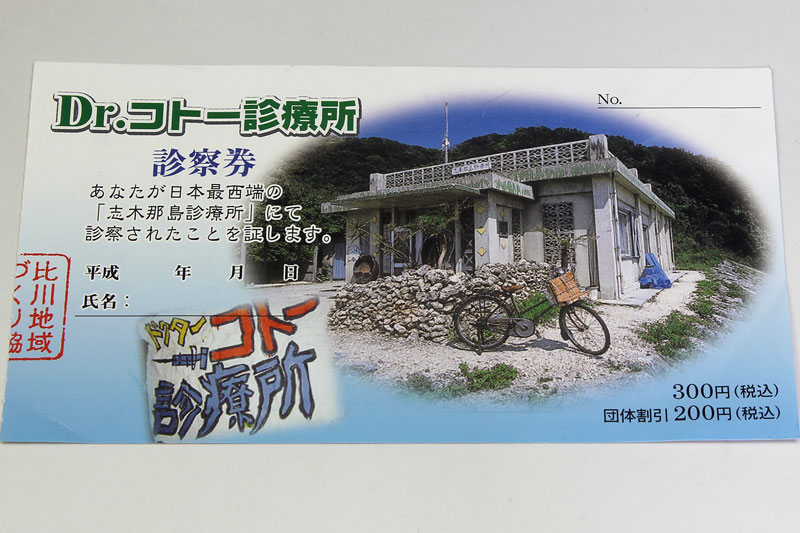 Dr.コトー診療所
No.
診察券
あなたが日本最西端の
「志木那島診療所」にて
診察されたことを証します。
平成 年 月 日
氏名：
比川地域
づくり協
ドクター
コトー
診療所
300円(税込)
団体割引 200円(税込)